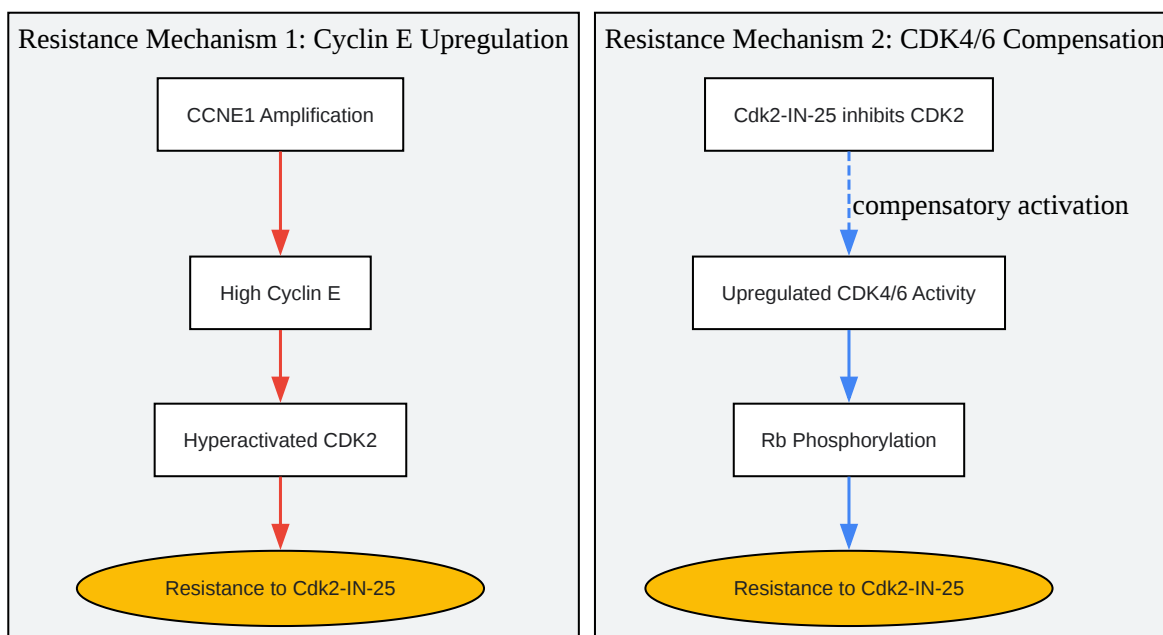 Resistance Mechanism 1: Cyclin E Upregulation
CCNE1 Amplification
High Cyclin E
Hyperactivated CDK2
Resistance to Cdk2-IN-25
Resistance Mechanism 2: CDK4/6 Compensation
Cdk2-IN-25 inhibits CDK2
compensatory activation
Upregulated CDK4/6 Activity
Rb Phosphorylation
Resistance to Cdk2-IN-25